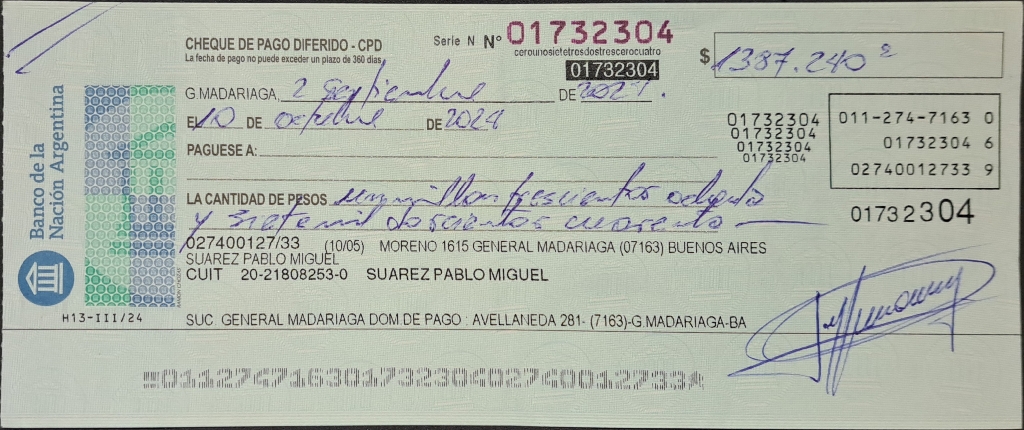 CHEQUE DE PAGO DIFERIDO - CPD
La fecha de pago no puede exceder un plazo de 360 días
Serie N Nº 01732304
cerounosietetresdostrescerocuatro
01732304
$ 1387.240
G.MADARIAGA, 2 septiembre DE 2024.
El 10 DE octubre DE 2024
PAGUESE A:
01732304
01732304
01732304
01732304
011-274-7163 0
01732304 6
02740012733 9
01732304
LA CANTIDAD DE PESOS un millon trescientos ochenta
y siete mil doscientos cuarenta
027400127/33 (10/05) MORENO 1615 GENERAL MADARIAGA (07163) BUENOS AIRES
SUAREZ PABLO MIGUEL
CUIT 20-21808253-0 SUAREZ PABLO MIGUEL
SUC. GENERAL MADARIAGA DOM.DE PAGO : AVELLANEDA 281- (7163)-G.MADARIAGA-BA
Banco de la
Nación Argentina
H13-III/24
01127471630173230402740012733